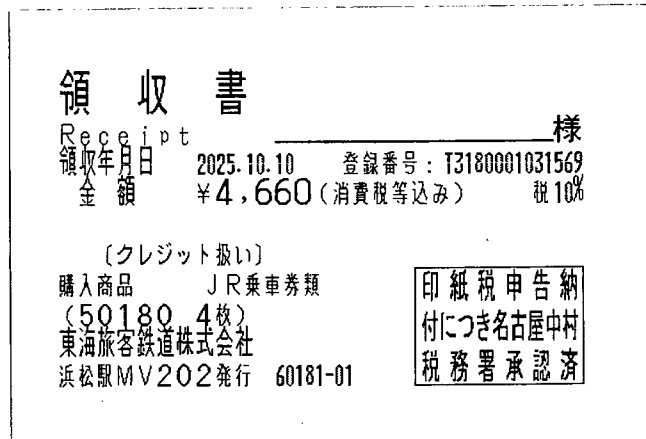 領収書
Receipt 様
領収年月日 2025.10.10 登録番号：T3180001031569
金額 ¥4,660(消費税等込み) 税10%
〔クレジット扱い〕
購入商品 JR乗車券類
(50180 4枚)
東海旅客鉄道株式会社
浜松駅MV202発行 60181-01
印紙税申告納
付につき名古屋中村
税務署承認済